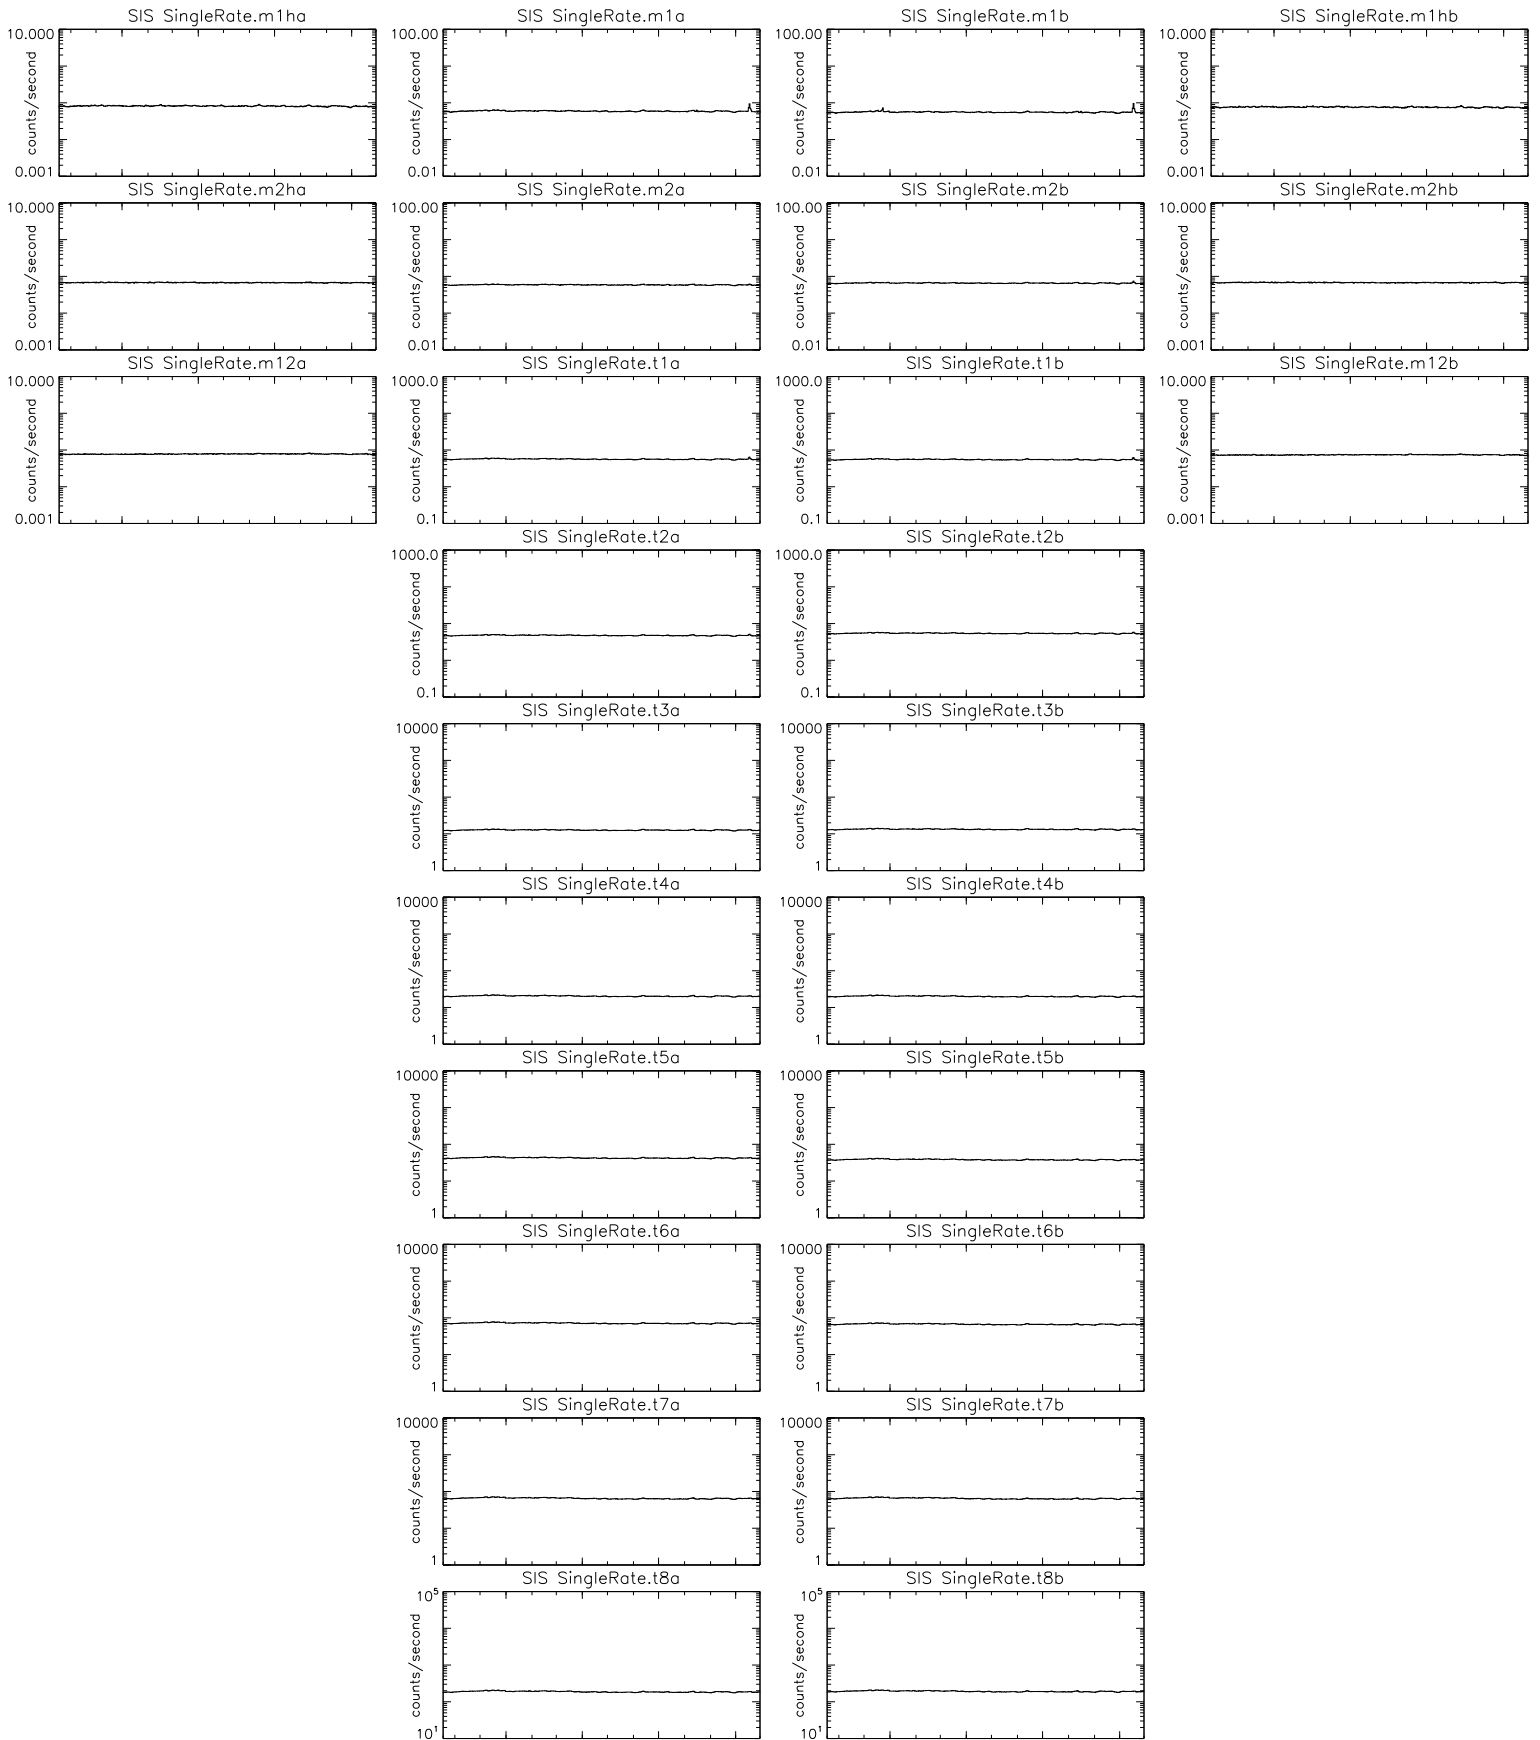 SIS SingleRate.m1ha
SIS SingleRate.m1a
SIS SingleRate.m1b
SIS SingleRate.m1hb
10.000
counts/second
0.001
100.00
counts/second
0.01
100.00
counts/second
0.01
10.000
counts/second
0.001
SIS SingleRate.m2ha
SIS SingleRate.m2a
SIS SingleRate.m2b
SIS SingleRate.m2hb
10.000
counts/second
0.001
100.00
counts/second
0.01
100.00
counts/second
0.01
10.000
counts/second
0.001
SIS SingleRate.m12a
SIS SingleRate.t1a
SIS SingleRate.t1b
SIS SingleRate.m12b
10.000
counts/second
0.001
1000.0
counts/second
0.1
1000.0
counts/second
0.1
10.000
counts/second
0.001
SIS SingleRate.t2a
SIS SingleRate.t2b
1000.0
counts/second
0.1
1000.0
counts/second
0.1
SIS SingleRate.t3a
SIS SingleRate.t3b
10000
counts/second
1
10000
counts/second
1
SIS SingleRate.t4a
SIS SingleRate.t4b
10000
counts/second
1
10000
counts/second
1
SIS SingleRate.t5a
SIS SingleRate.t5b
10000
counts/second
1
10000
counts/second
1
SIS SingleRate.t6a
SIS SingleRate.t6b
10000
counts/second
1
10000
counts/second
1
SIS SingleRate.t7a
SIS SingleRate.t7b
10000
counts/second
1
10000
counts/second
1
SIS SingleRate.t8a
SIS SingleRate.t8b
10⁵
counts/second
10¹
10⁵
counts/second
10¹